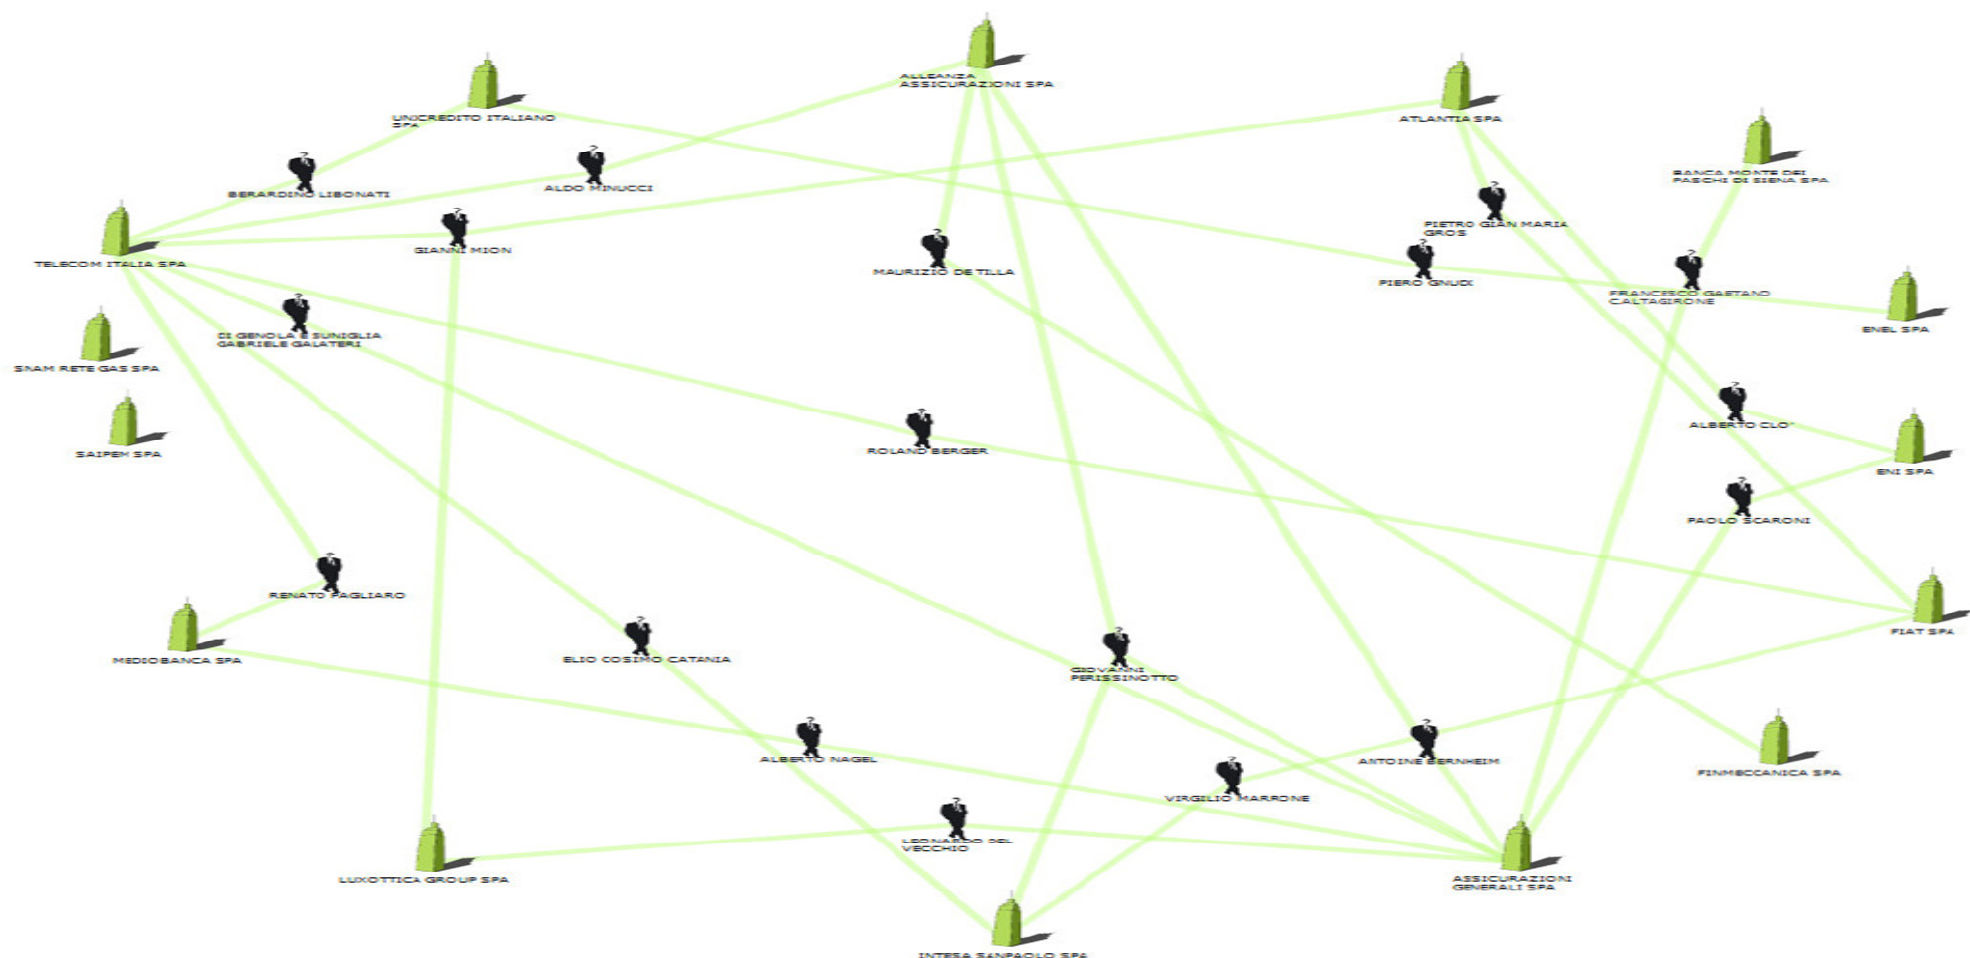 ALLEANZA
ASSICURAZIONI SPA
UNICREDITO ITALIANO
SPA
ATLANTIA SPA
BANCA MONTE DEI
PASCHI DI SIENA SPA
BERARDINO LIBONATI
ALDO MINUCCI
PIETRO GIAN MARIA
GROS
GIANNI MION
TELECOM ITALIA SPA
MAURIZIO DE TILLA
PIERO GNUDI
FRANCESCO GAETANO
CALTAGIRONE
ENEL SPA
DI GENOLA E SUNIGLIA
GABRIELE GALATERI
SNAM RETE GAS SPA
ALBERTO CLO'
SAIPEM SPA
ROLAND BERGER
ENI SPA
PAOLO SCARONI
RENATO PAGLIARO
FIAT SPA
MEDIOBANCA SPA
ELIO COSIMO CATANIA
GIOVANNI
PERISSINOTTO
ALBERTO NAGEL
ANTOINE BERNHEIM
FINMECCANICA SPA
VIRGILIO MARRONE
LEONARDO DEL
VECCHIO
LUXOTTICA GROUP SPA
ASSICURAZIONI
GENERALI SPA
INTESA SANPAOLO SPA